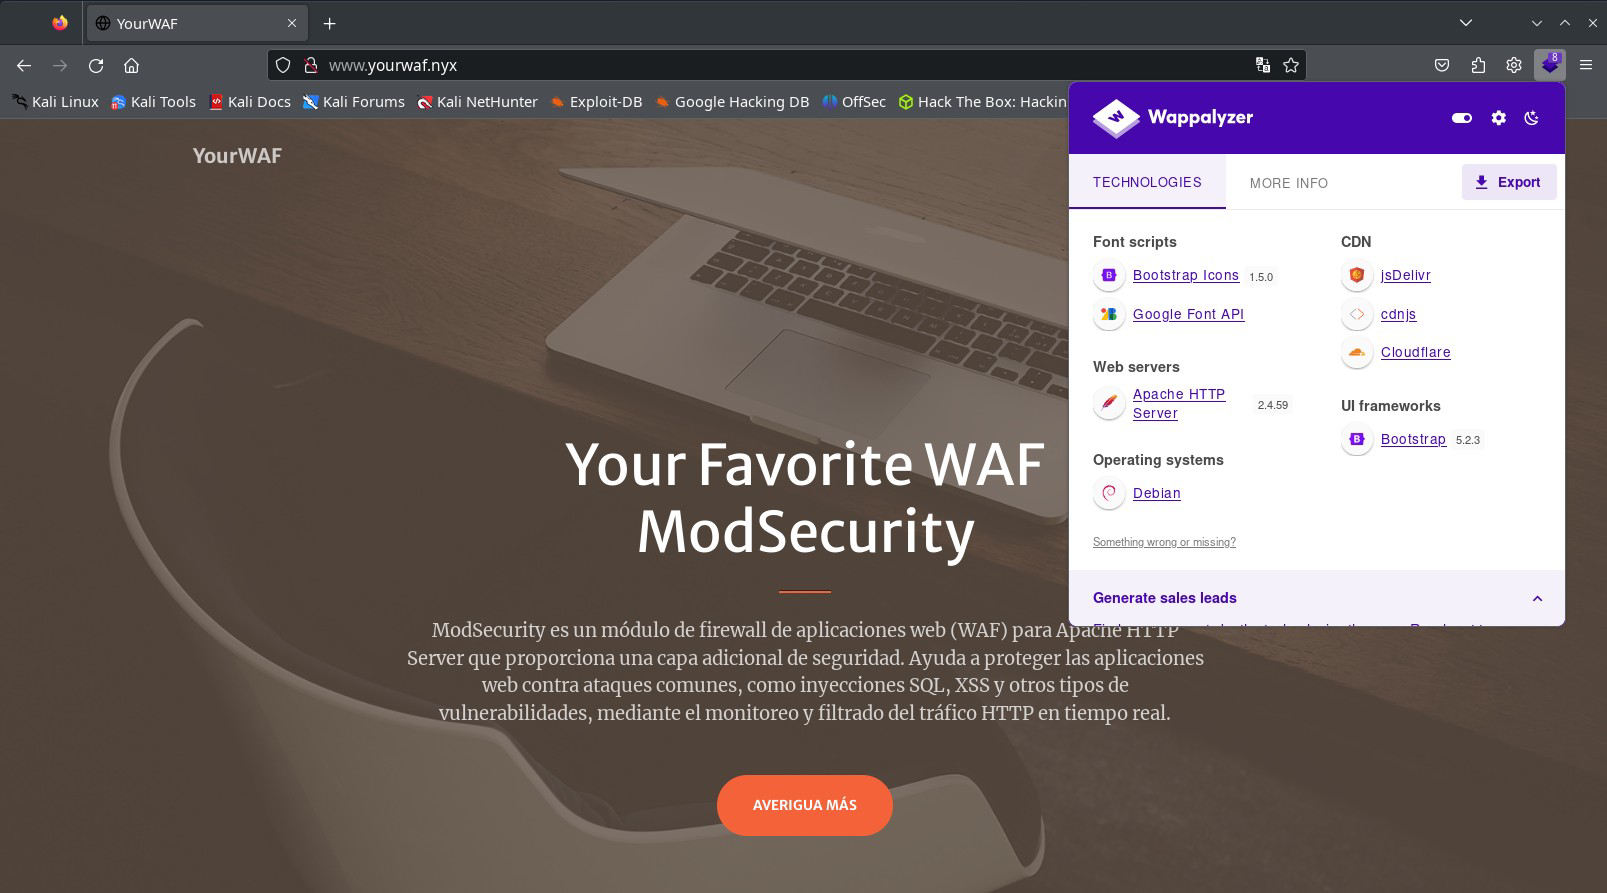 YourWAF
www.yourwaf.nyx
8
Kali Linux
Kali Tools
Kali Docs
Kali Forums
Kali NetHunter
Exploit-DB
Google Hacking DB
OffSec
Hack The Box: Hackin
YourWAF
Your Favorite WAF
ModSecurity
ModSecurity es un módulo de firewall de aplicaciones web (WAF) para Apache HTTP
Server que proporciona una capa adicional de seguridad. Ayuda a proteger las aplicaciones
web contra ataques comunes, como inyecciones SQL, XSS y otros tipos de
vulnerabilidades, mediante el monitoreo y filtrado del tráfico HTTP en tiempo real.
AVERIGUA MÁS
Wappalyzer
TECHNOLOGIES
MORE INFO
Export
Font scripts
Bootstrap Icons 1.5.0
Google Font API
Web servers
Apache HTTP
Server 2.4.59
Operating systems
Debian
CDN
jsDelivr
cdnjs
Cloudflare
UI frameworks
Bootstrap 5.2.3
Something wrong or missing?
Generate sales leads